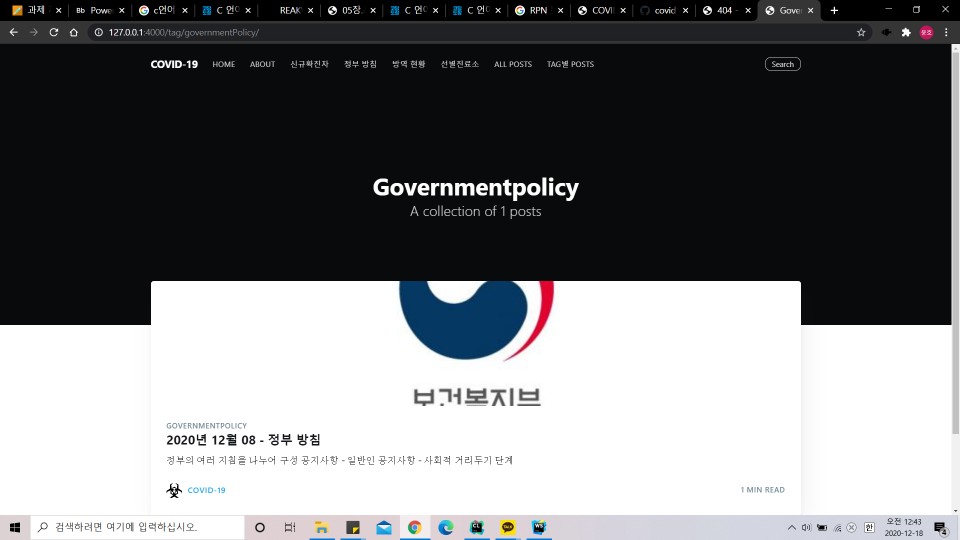 과제
Power
c언어
C 언어
C 언어
REAK
05장.
C 언어
C 언어
RPN
COVI
covid
404 -
Gove
127.0.0.1:4000/tag/governmentPolicy/
COVID-19 HOME ABOUT 신규확진자 정부 방침 방역 현황 선별진료소 ALL POSTS TAG별 POSTS Search
Governmentpolicy
A collection of 1 posts
보건복지부
GOVERNMENTPOLICY
2020년 12월 08 - 정부 방침
정부의 여러 지침을 나누어 구성 공지사항 - 일반인 공지사항 - 사회적 거리두기 단계
COVID-19 1 MIN READ
검색하려면 여기에 입력하십시오.
한
오전 12:43
2020-12-18
4